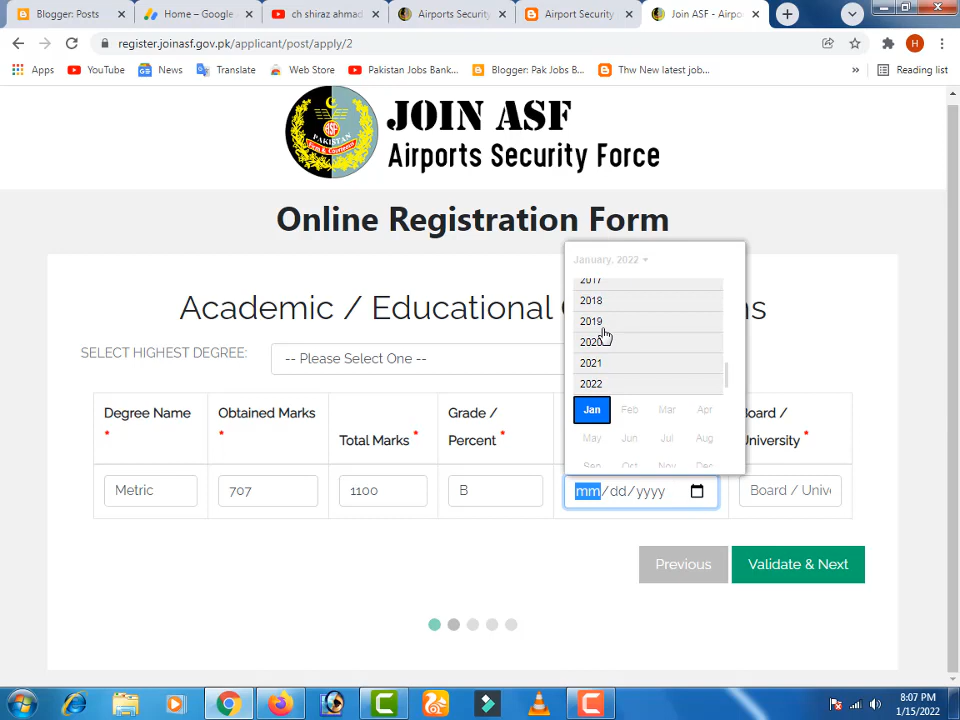 Blogger: Posts
Home – Google
ch shiraz ahmad
Airports Security
Airport Security
Join ASF - Airpo
register.joinasf.gov.pk/applicant/post/apply/2
H
Apps
YouTube
News
Translate
Web Store
Pakistan Jobs Bank...
Blogger: Pak Jobs B...
Thw New latest job...
»
Reading list
PAKISTAN
ASF
JOIN ASF
Airports Security Force
Online Registration Form
Academic / Educational
SELECT HIGHEST DEGREE:
-- Please Select One --
January, 2022
2017
2018
2019
2020
2021
2022
Jan Feb Mar Apr
May Jun Jul Aug
Sep Oct Nov Dec
Degree Name *
Obtained Marks *
Total Marks *
Grade / Percent *
University *
Metric
707
1100
B
mm/dd/yyyy
Board / Unive
Previous
Validate & Next
8:07 PM
1/15/2022